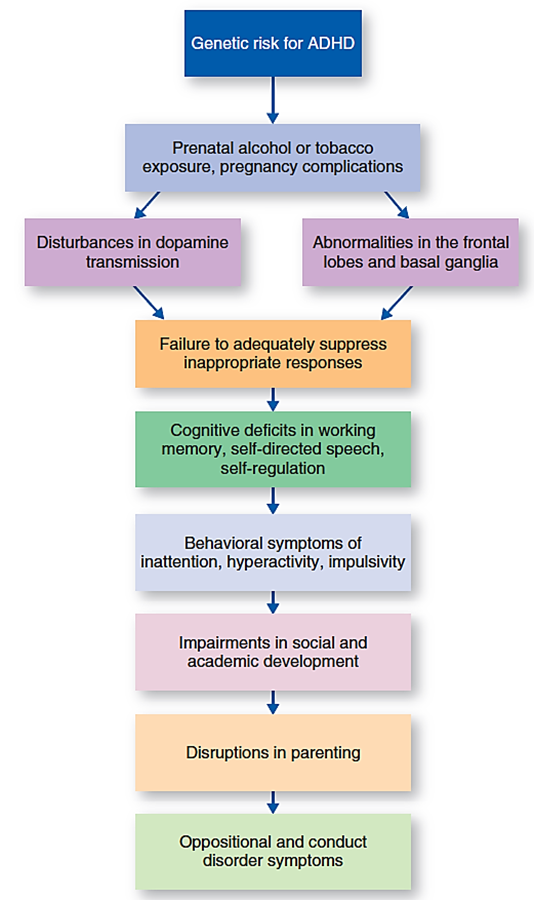 Genetic risk for ADHD
Prenatal alcohol or tobacco
exposure, pregnancy complications
Disturbances in dopamine
transmission
Abnormalities in the frontal
lobes and basal ganglia
Failure to adequately suppress
inappropriate responses
Cognitive deficits in working
memory, self-directed speech,
self-regulation
Behavioral symptoms of
inattention, hyperactivity, impulsivity
Impairments in social and
academic development
Disruptions in parenting
Oppositional and conduct
disorder symptoms